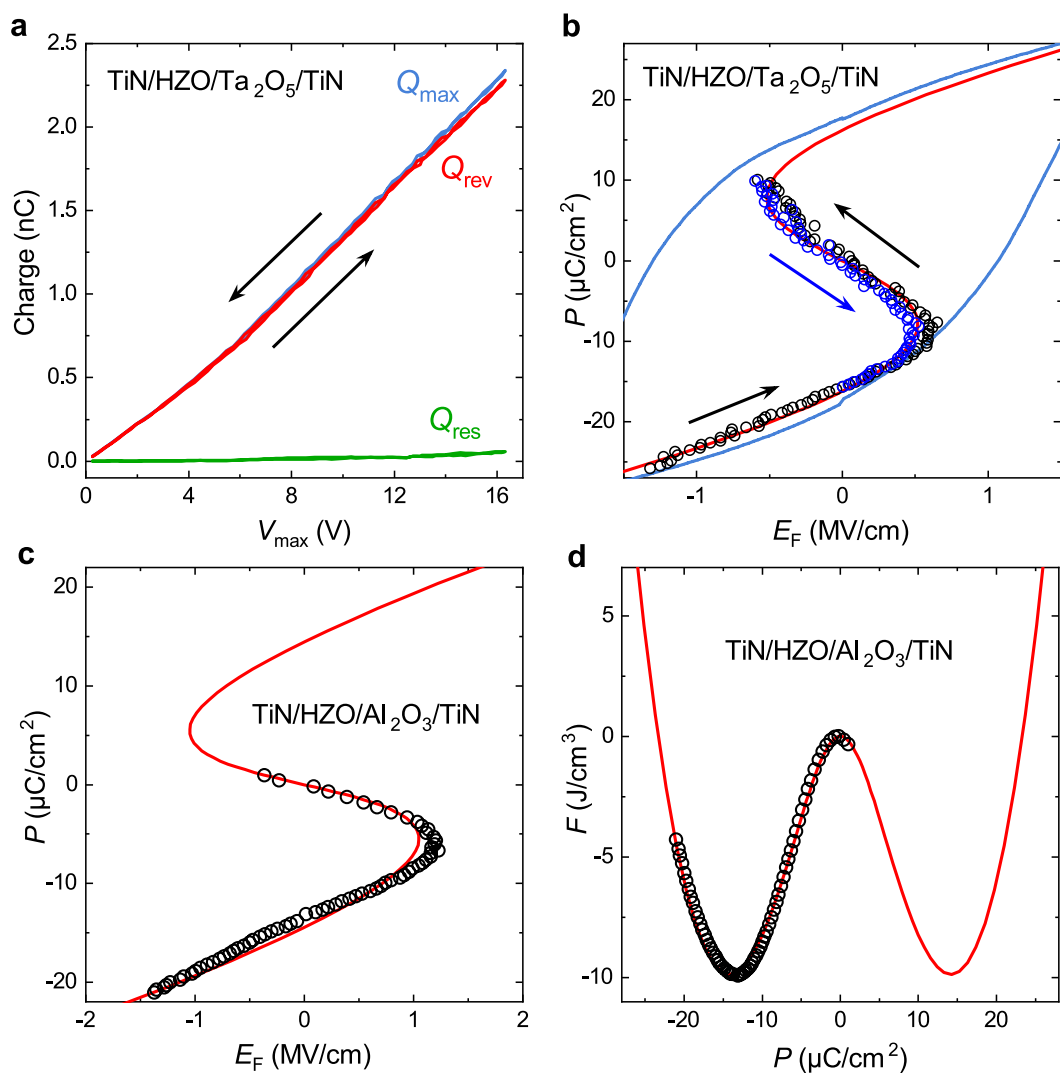 a
2.5
2.0
1.5
1.0
0.5
0.0
Charge (nC)
TiN/HZO/Ta2O5/TiN
Qmax
Qrev
Qres
0 4 8 12 16
Vmax (V)
b
20
10
0
-10
-20
P (µC/cm2)
TiN/HZO/Ta2O5/TiN
-1 0 1
EF (MV/cm)
c
20
10
0
-10
-20
P (µC/cm2)
TiN/HZO/Al2O3/TiN
-2 -1 0 1 2
EF (MV/cm)
d
5
0
-5
-10
F (J/cm3)
TiN/HZO/Al2O3/TiN
-20 -10 0 10 20
P (µC/cm2)